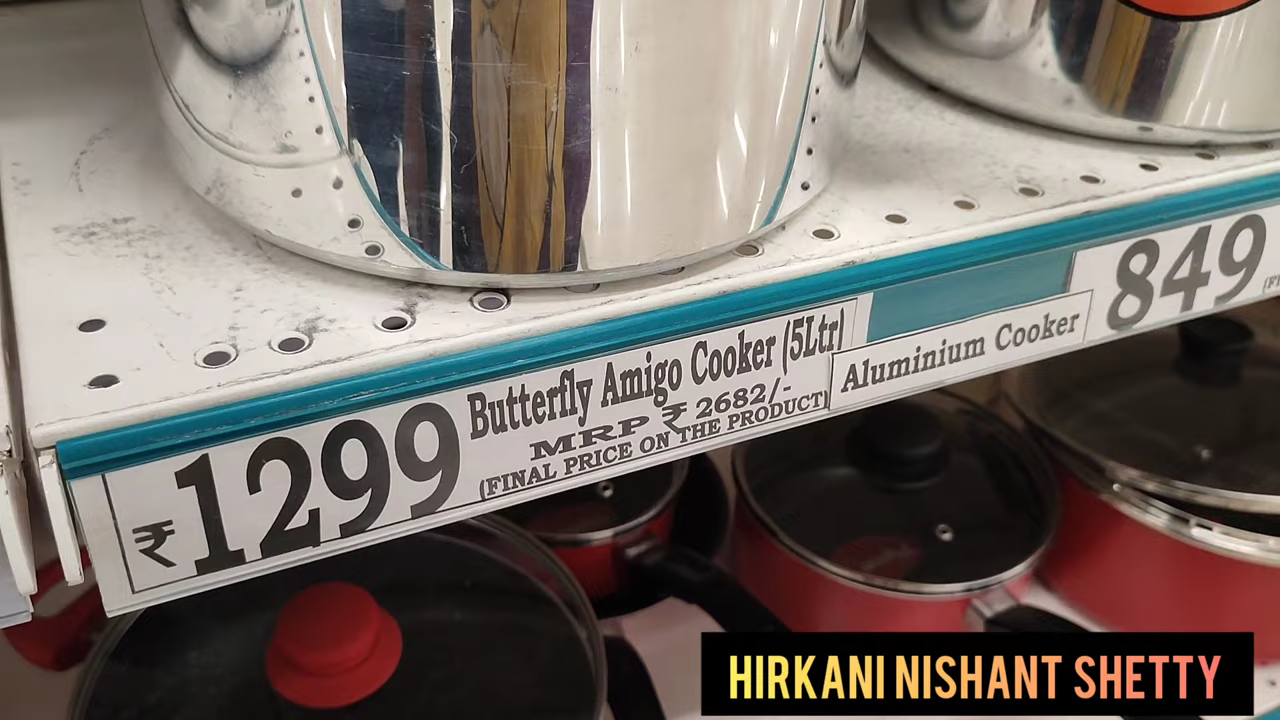 ₹1299
Butterfly Amigo Cooker (5Ltr)
MRP ₹ 2682/-
(FINAL PRICE ON THE PRODUCT)
Aluminium Cooker
849
HIRKANI NISHANT SHETTY